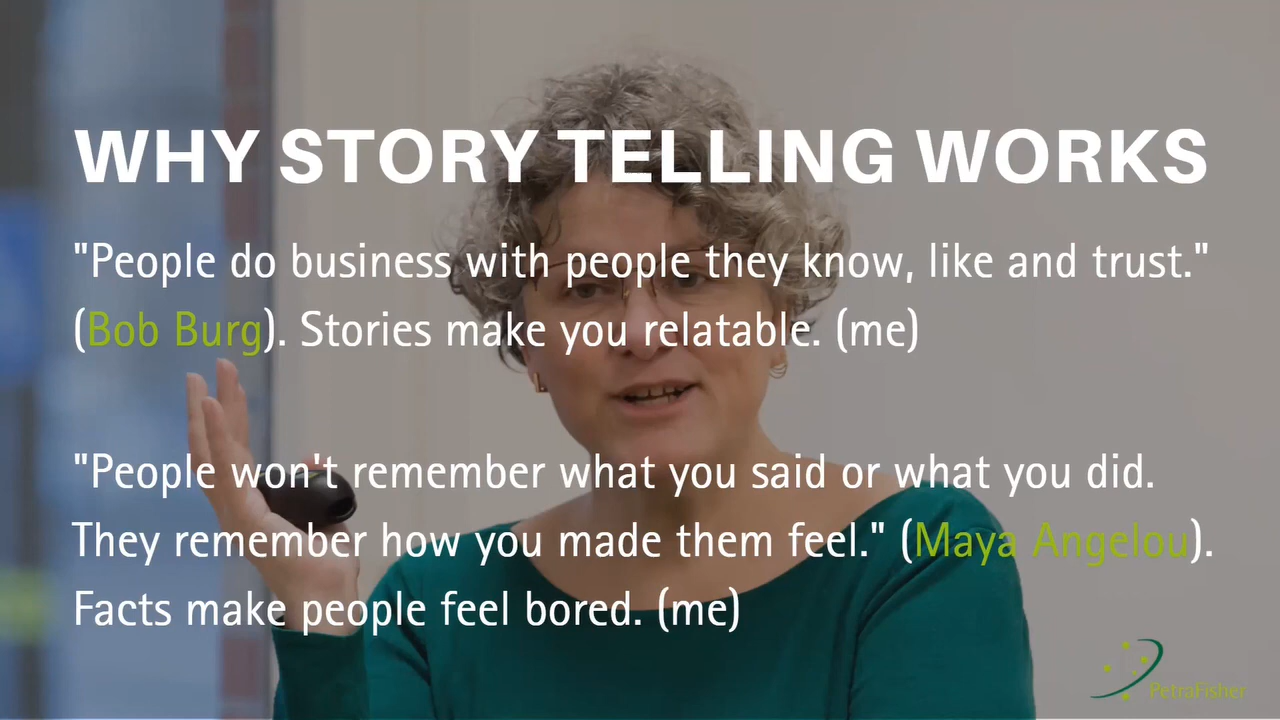 WHY STORY TELLING WORKS
"People do business with people they know, like and trust."
(Bob Burg). Stories make you relatable. (me)
"People won't remember what you said or what you did.
They remember how you made them feel." (Maya Angelou).
Facts make people feel bored. (me)
PetraFisher